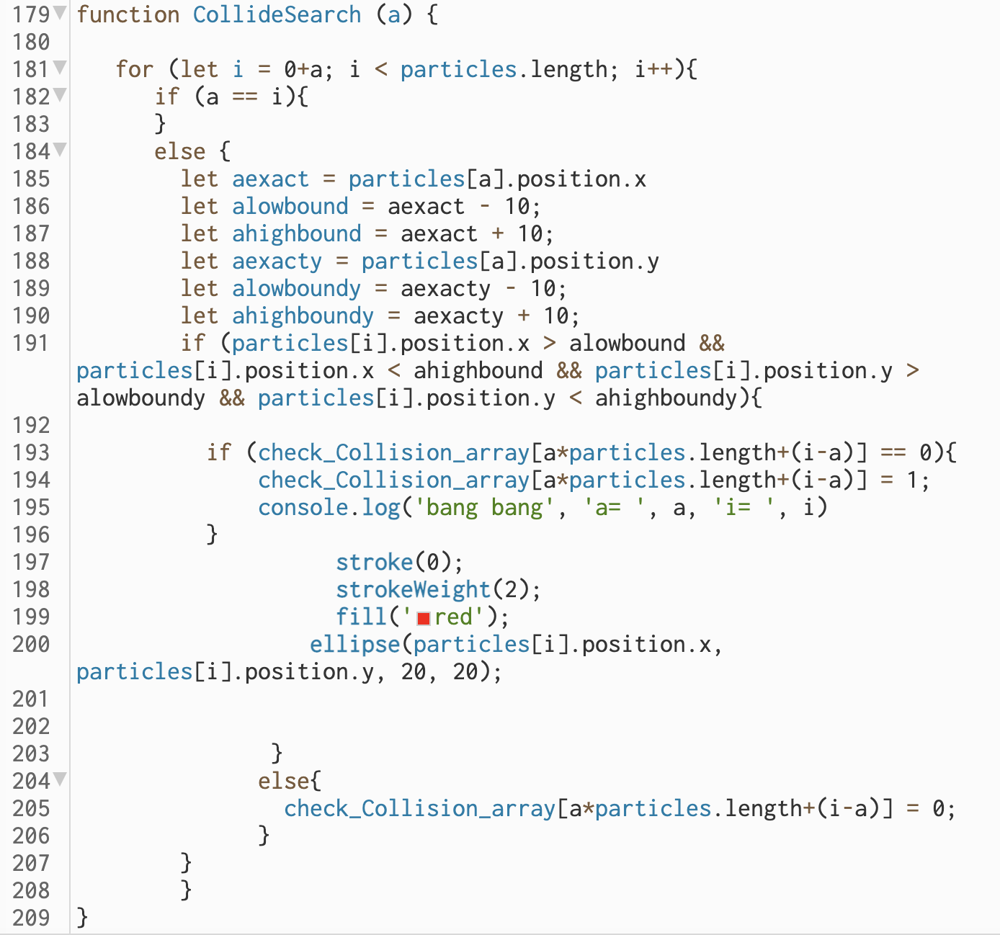 179 function CollideSearch (a) {
180
181 for (let i = 0+a; i < particles.length; i++){
182 if (a == i){
183 }
184 else {
185 let aexact = particles[a].position.x
186 let alowbound = aexact - 10;
187 let ahighbound = aexact + 10;
188 let aexacty = particles[a].position.y
189 let alowboundy = aexacty - 10;
190 let ahighboundy = aexacty + 10;
191 if (particles[i].position.x > alowbound &&
particles[i].position.x < ahighbound && particles[i].position.y >
alowboundy && particles[i].position.y < ahighboundy){
192
193 if (check_Collision_array[a*particles.length+(i-a)] == 0){
194 check_Collision_array[a*particles.length+(i-a)] = 1;
195 console.log('bang bang', 'a= ', a, 'i= ', i)
196 }
197 stroke(0);
198 strokeWeight(2);
199 fill('red');
200 ellipse(particles[i].position.x,
particles[i].position.y, 20, 20);
201
202
203 }
204 else{
205 check_Collision_array[a*particles.length+(i-a)] = 0;
206 }
207 }
208 }
209 }